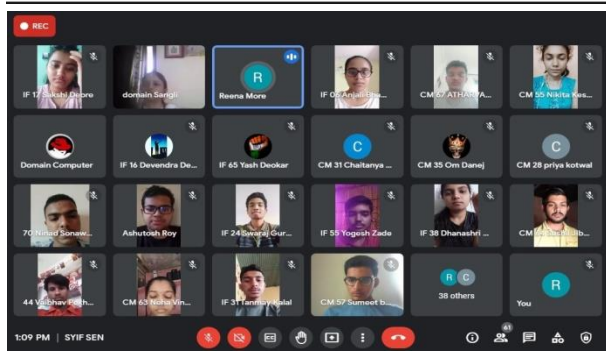 REC
IF 17 Sakshi Deore
domain Sangli
R
Reena More
IF 06 Anjali Bha...
CM 67 ATHARVA...
CM 55 Nikita Kes...
Domain Computer
IF 16 Devendra De...
IF 65 Yash Deokar
C
CM 31 Chaitanya ...
CM 35 Om Danej
C
CM 28 priya kotwal
70 Ninad Sonaw...
Ashutosh Roy
IF 24 Swaraj Gur...
IF 55 Yogesh Zade
IF 38 Dhanashri ...
CM
44 Vaibhav
CM 63 Neha Vin...
IF 31 Tanmay Kalal
CM 57 Sumeet b...
R C
38 others
R
You
1:09 PM | SYIF SEN
CC
61